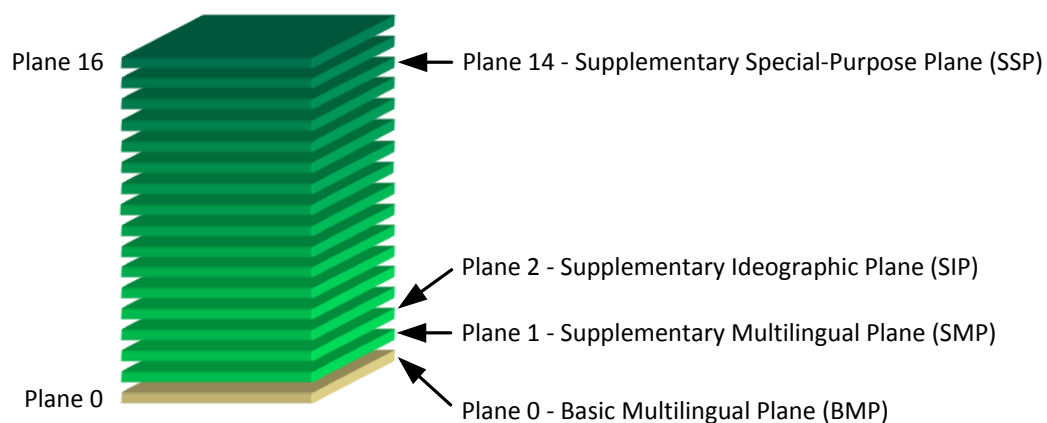 Plane 16
Plane 14 - Supplementary Special-Purpose Plane (SSP)
Plane 2 - Supplementary Ideographic Plane (SIP)
Plane 1 - Supplementary Multilingual Plane (SMP)
Plane 0
Plane 0 - Basic Multilingual Plane (BMP)